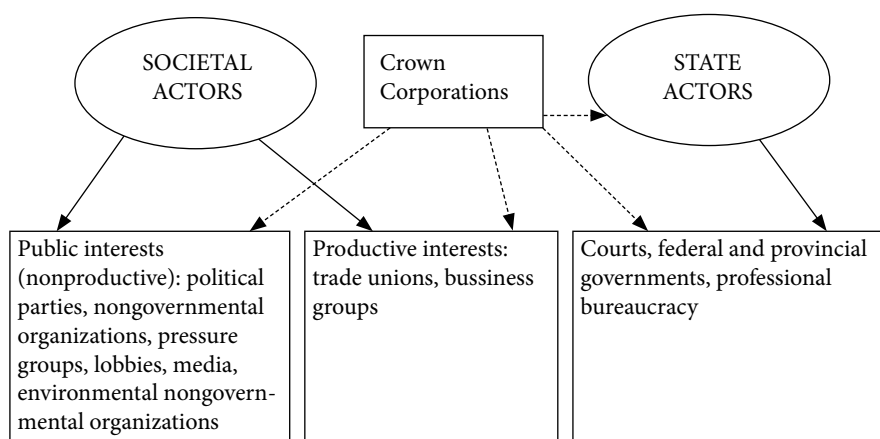 SOCIETAL
ACTORS
Crown
Corporations
STATE
ACTORS
Public interests
(nonproductive): political
parties, nongovernmental
organizations, pressure
groups, lobbies, media,
environmental nongovern-
mental organizations
Productive interests:
trade unions, bussiness
groups
Courts, federal and provincial
governments, professional
bureaucracy